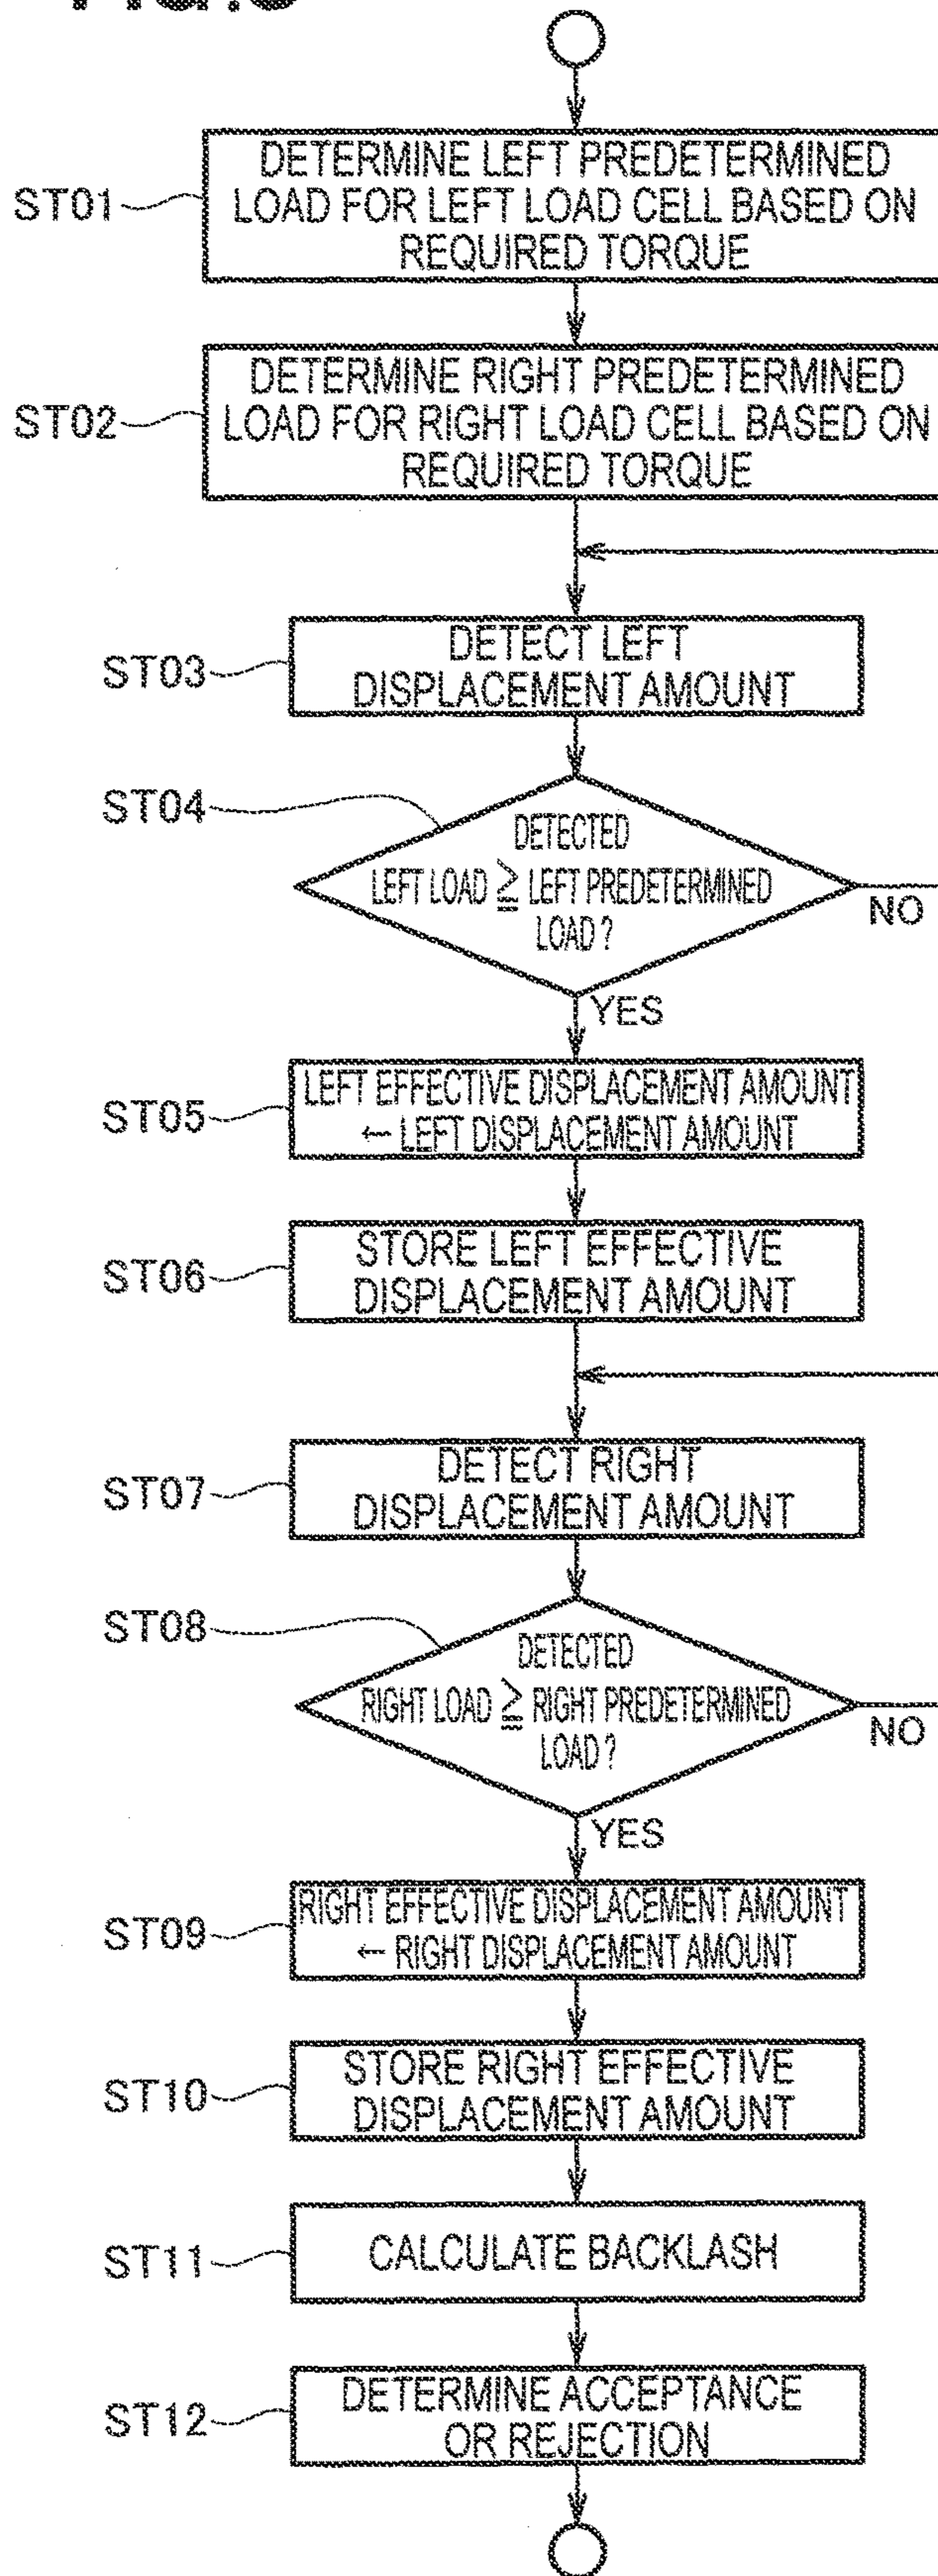 ST01
DETERMINE LEFT PREDETERMINED
LOAD FOR LEFT LOAD CELL BASED ON
REQUIRED TORQUE
ST02
DETERMINE RIGHT PREDETERMINED
LOAD FOR RIGHT LOAD CELL BASED ON
REQUIRED TORQUE
ST03
DETECT LEFT
DISPLACEMENT AMOUNT
ST04
DETECTED
LEFT LOAD ≧ LEFT PREDETERMINED
LOAD ?
NO
YES
ST05
LEFT EFFECTIVE DISPLACEMENT AMOUNT
← LEFT DISPLACEMENT AMOUNT
ST06
STORE LEFT EFFECTIVE
DISPLACEMENT AMOUNT
ST07
DETECT RIGHT
DISPLACEMENT AMOUNT
ST08
DETECTED
RIGHT LOAD ≧ RIGHT PREDETERMINED
LOAD ?
NO
YES
ST09
RIGHT EFFECTIVE DISPLACEMENT AMOUNT
← RIGHT DISPLACEMENT AMOUNT
ST10
STORE RIGHT EFFECTIVE
DISPLACEMENT AMOUNT
ST11
CALCULATE BACKLASH
ST12
DETERMINE ACCEPTANCE
OR REJECTION